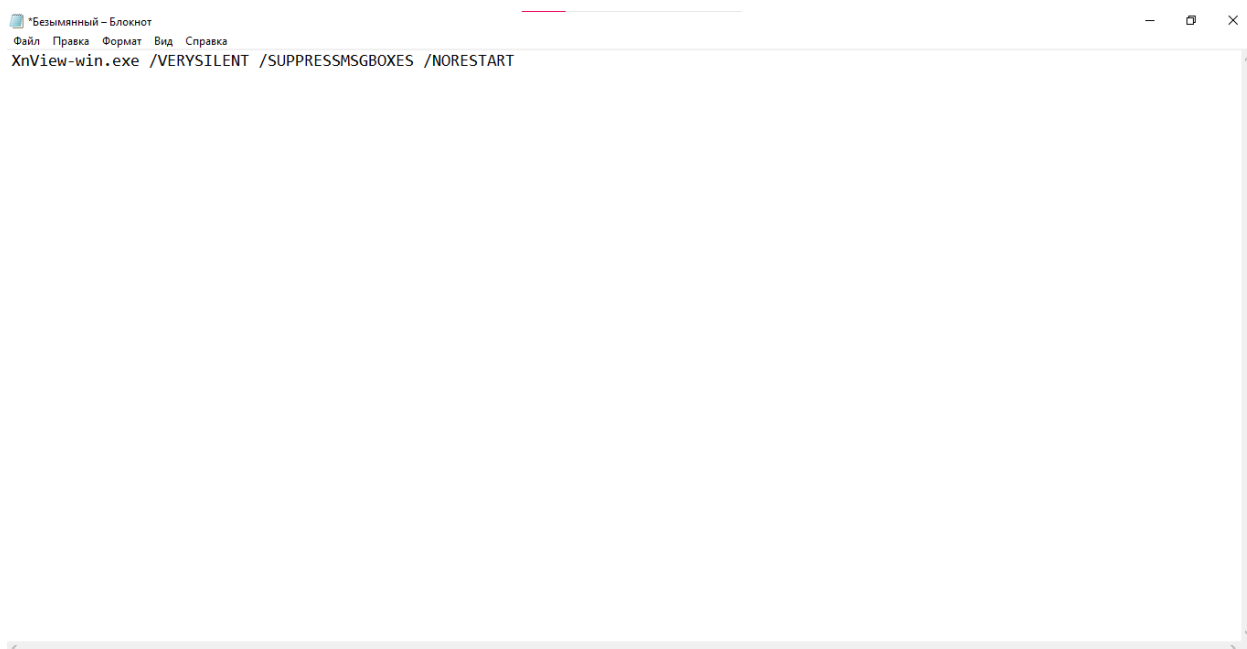 *Безымянный – Блокнот
Файл Правка Формат Вид Справка
XnView-win.exe /VERYSILENT /SUPPRESSMSGBOXES /NORESTART